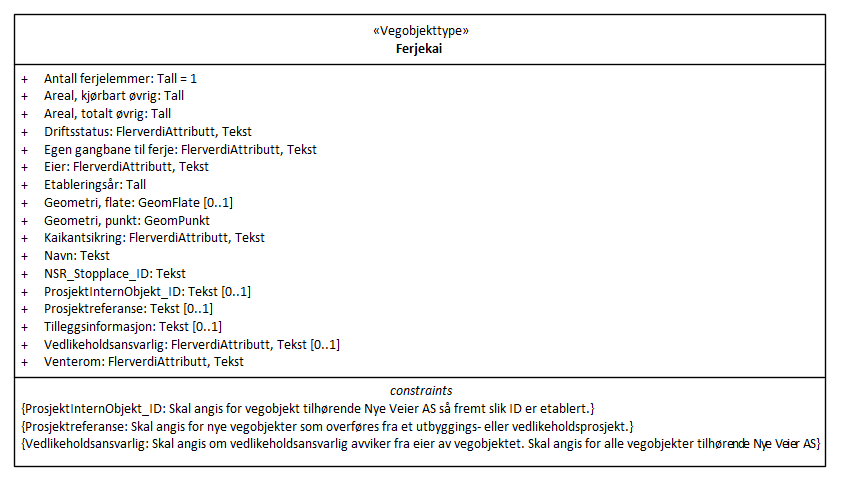 «Vegobjekttype»
Ferjekai
+ Antall ferjelemmer: Tall = 1
+ Areal, kjørbart øvrig: Tall
+ Areal, totalt øvrig: Tall
+ Driftsstatus: FlerverdiAttributt, Tekst
+ Egen gangbane til ferje: FlerverdiAttributt, Tekst
+ Eier: FlerverdiAttributt, Tekst
+ Etableringsår: Tall
+ Geometri, flate: GeomFlate [0..1]
+ Geometri, punkt: GeomPunkt
+ Kaikantsikring: FlerverdiAttributt, Tekst
+ Navn: Tekst
+ NSR_Stopplace_ID: Tekst
+ ProsjektInternObjekt_ID: Tekst [0..1]
+ Prosjektreferanse: Tekst [0..1]
+ Tilleggsinformasjon: Tekst [0..1]
+ Vedlikeholdsansvarlig: FlerverdiAttributt, Tekst [0..1]
+ Venterom: FlerverdiAttributt, Tekst
constraints
{ProsjektInternObjekt_ID: Skal angis for vegobjekt tilhørende Nye Veier AS så fremt slik ID er etablert.}
{Prosjektreferanse: Skal angis for nye vegobjekter som overføres fra et utbyggings- eller vedlikeholdsprosjekt.}
{Vedlikeholdsansvarlig: Skal angis om vedlikeholdsansvarlig avviker fra eier av vegobjektet. Skal angis for alle vegobjekter tilhørende Nye Veier AS}